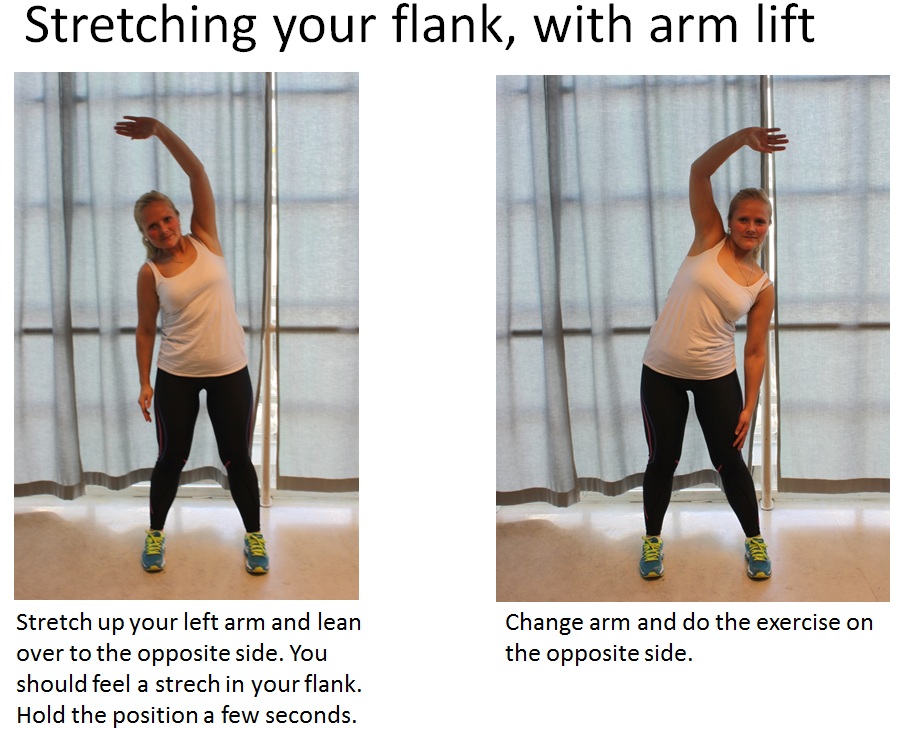 Stretching your flank, with arm lift
Stretch up your left arm and lean
over to the opposite side. You
should feel a strech in your flank.
Hold the position a few seconds.
Change arm and do the exercise on
the opposite side.